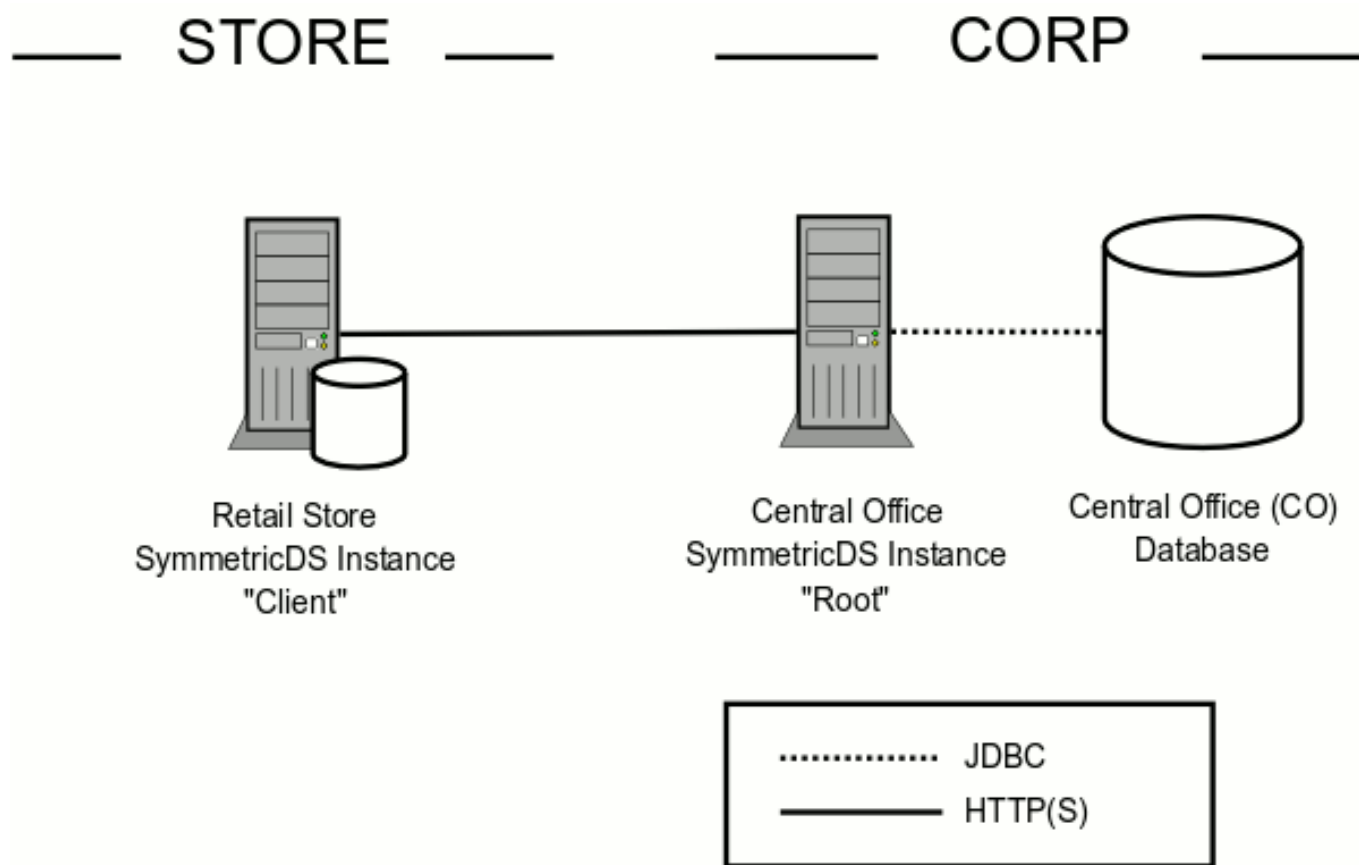 STORE
CORP
Retail Store
SymmetricDS Instance
"Client"
Central Office
SymmetricDS Instance
"Root"
Central Office (CO)
Database
JDBC
HTTP(S)